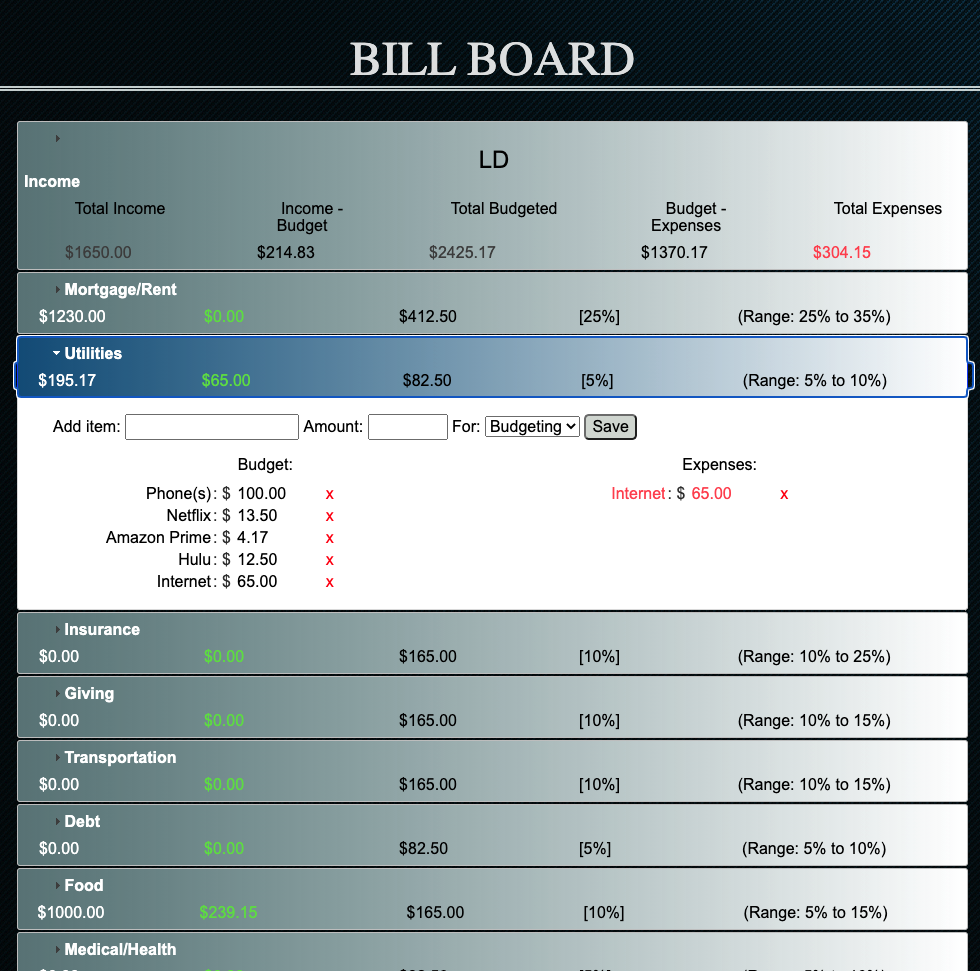 BILL BOARD
LD
Income
Total Income Income - Budget Total Budgeted Budget - Expenses Total Expenses
$1650.00 $214.83 $2425.17 $1370.17 $304.15
Mortgage/Rent
$1230.00 $0.00 $412.50 [25%] (Range: 25% to 35%)
Utilities
$195.17 $65.00 $82.50 [5%] (Range: 5% to 10%)
Add item: Amount: For: Budgeting Save
Budget: Expenses:
Phone(s): $ 100.00 x Internet: $ 65.00 x
Netflix: $ 13.50 x
Amazon Prime: $ 4.17 x
Hulu: $ 12.50 x
Internet: $ 65.00 x
Insurance
$0.00 $0.00 $165.00 [10%] (Range: 10% to 25%)
Giving
$0.00 $0.00 $165.00 [10%] (Range: 10% to 15%)
Transportation
$0.00 $0.00 $165.00 [10%] (Range: 10% to 15%)
Debt
$0.00 $0.00 $82.50 [5%] (Range: 5% to 10%)
Food
$1000.00 $239.15 $165.00 [10%] (Range: 5% to 15%)
Medical/Health